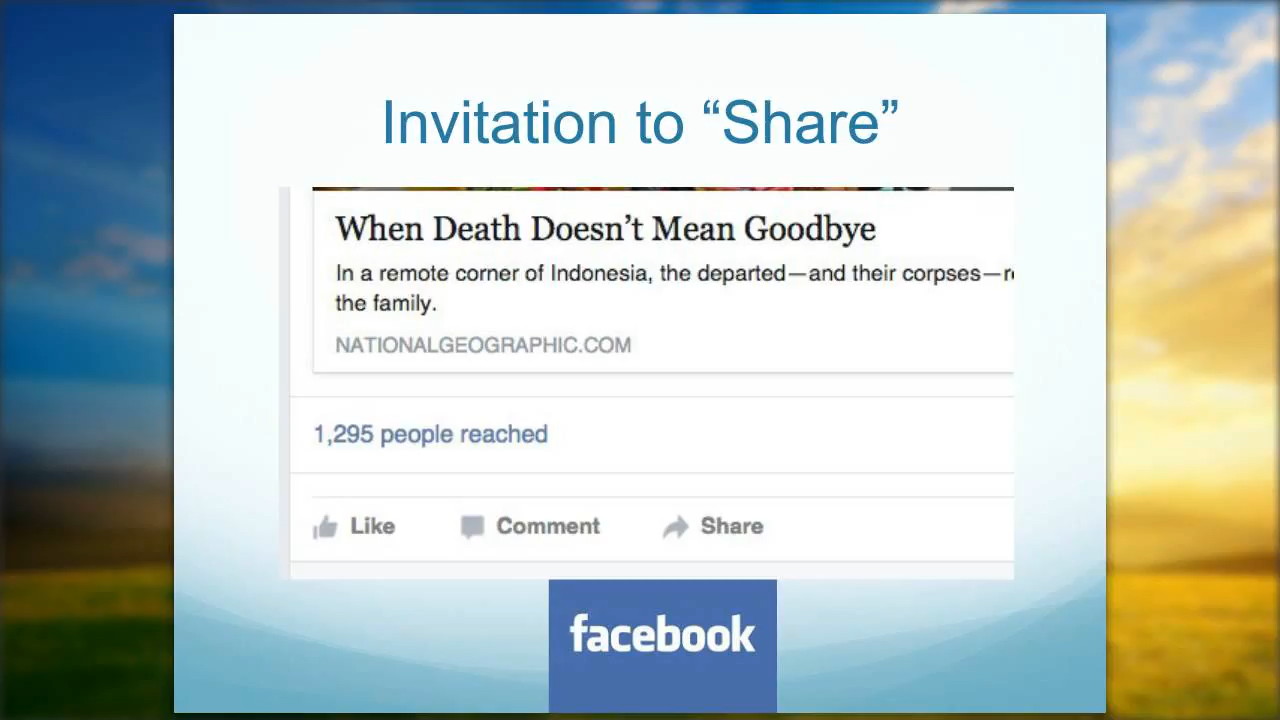 Invitation to “Share”
When Death Doesn’t Mean Goodbye
In a remote corner of Indonesia, the departed—and their corpses—
the family.
NATIONALGEOGRAPHIC.COM
1,295 people reached
Like Comment Share
facebook